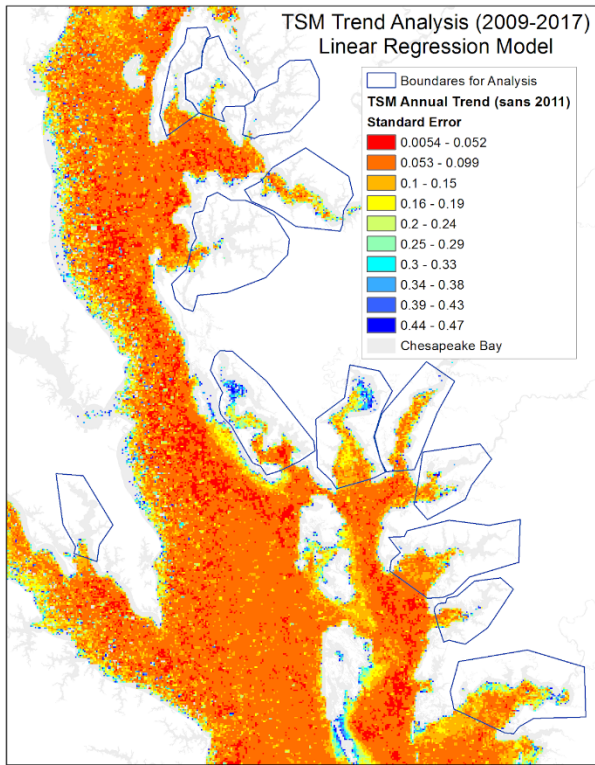 TSM Trend Analysis (2009-2017)
Linear Regression Model
Boundares for Analysis
TSM Annual Trend (sans 2011)
Standard Error
0.0054 - 0.052
0.053 - 0.099
0.1 - 0.15
0.16 - 0.19
0.2 - 0.24
0.25 - 0.29
0.3 - 0.33
0.34 - 0.38
0.39 - 0.43
0.44 - 0.47
Chesapeake Bay